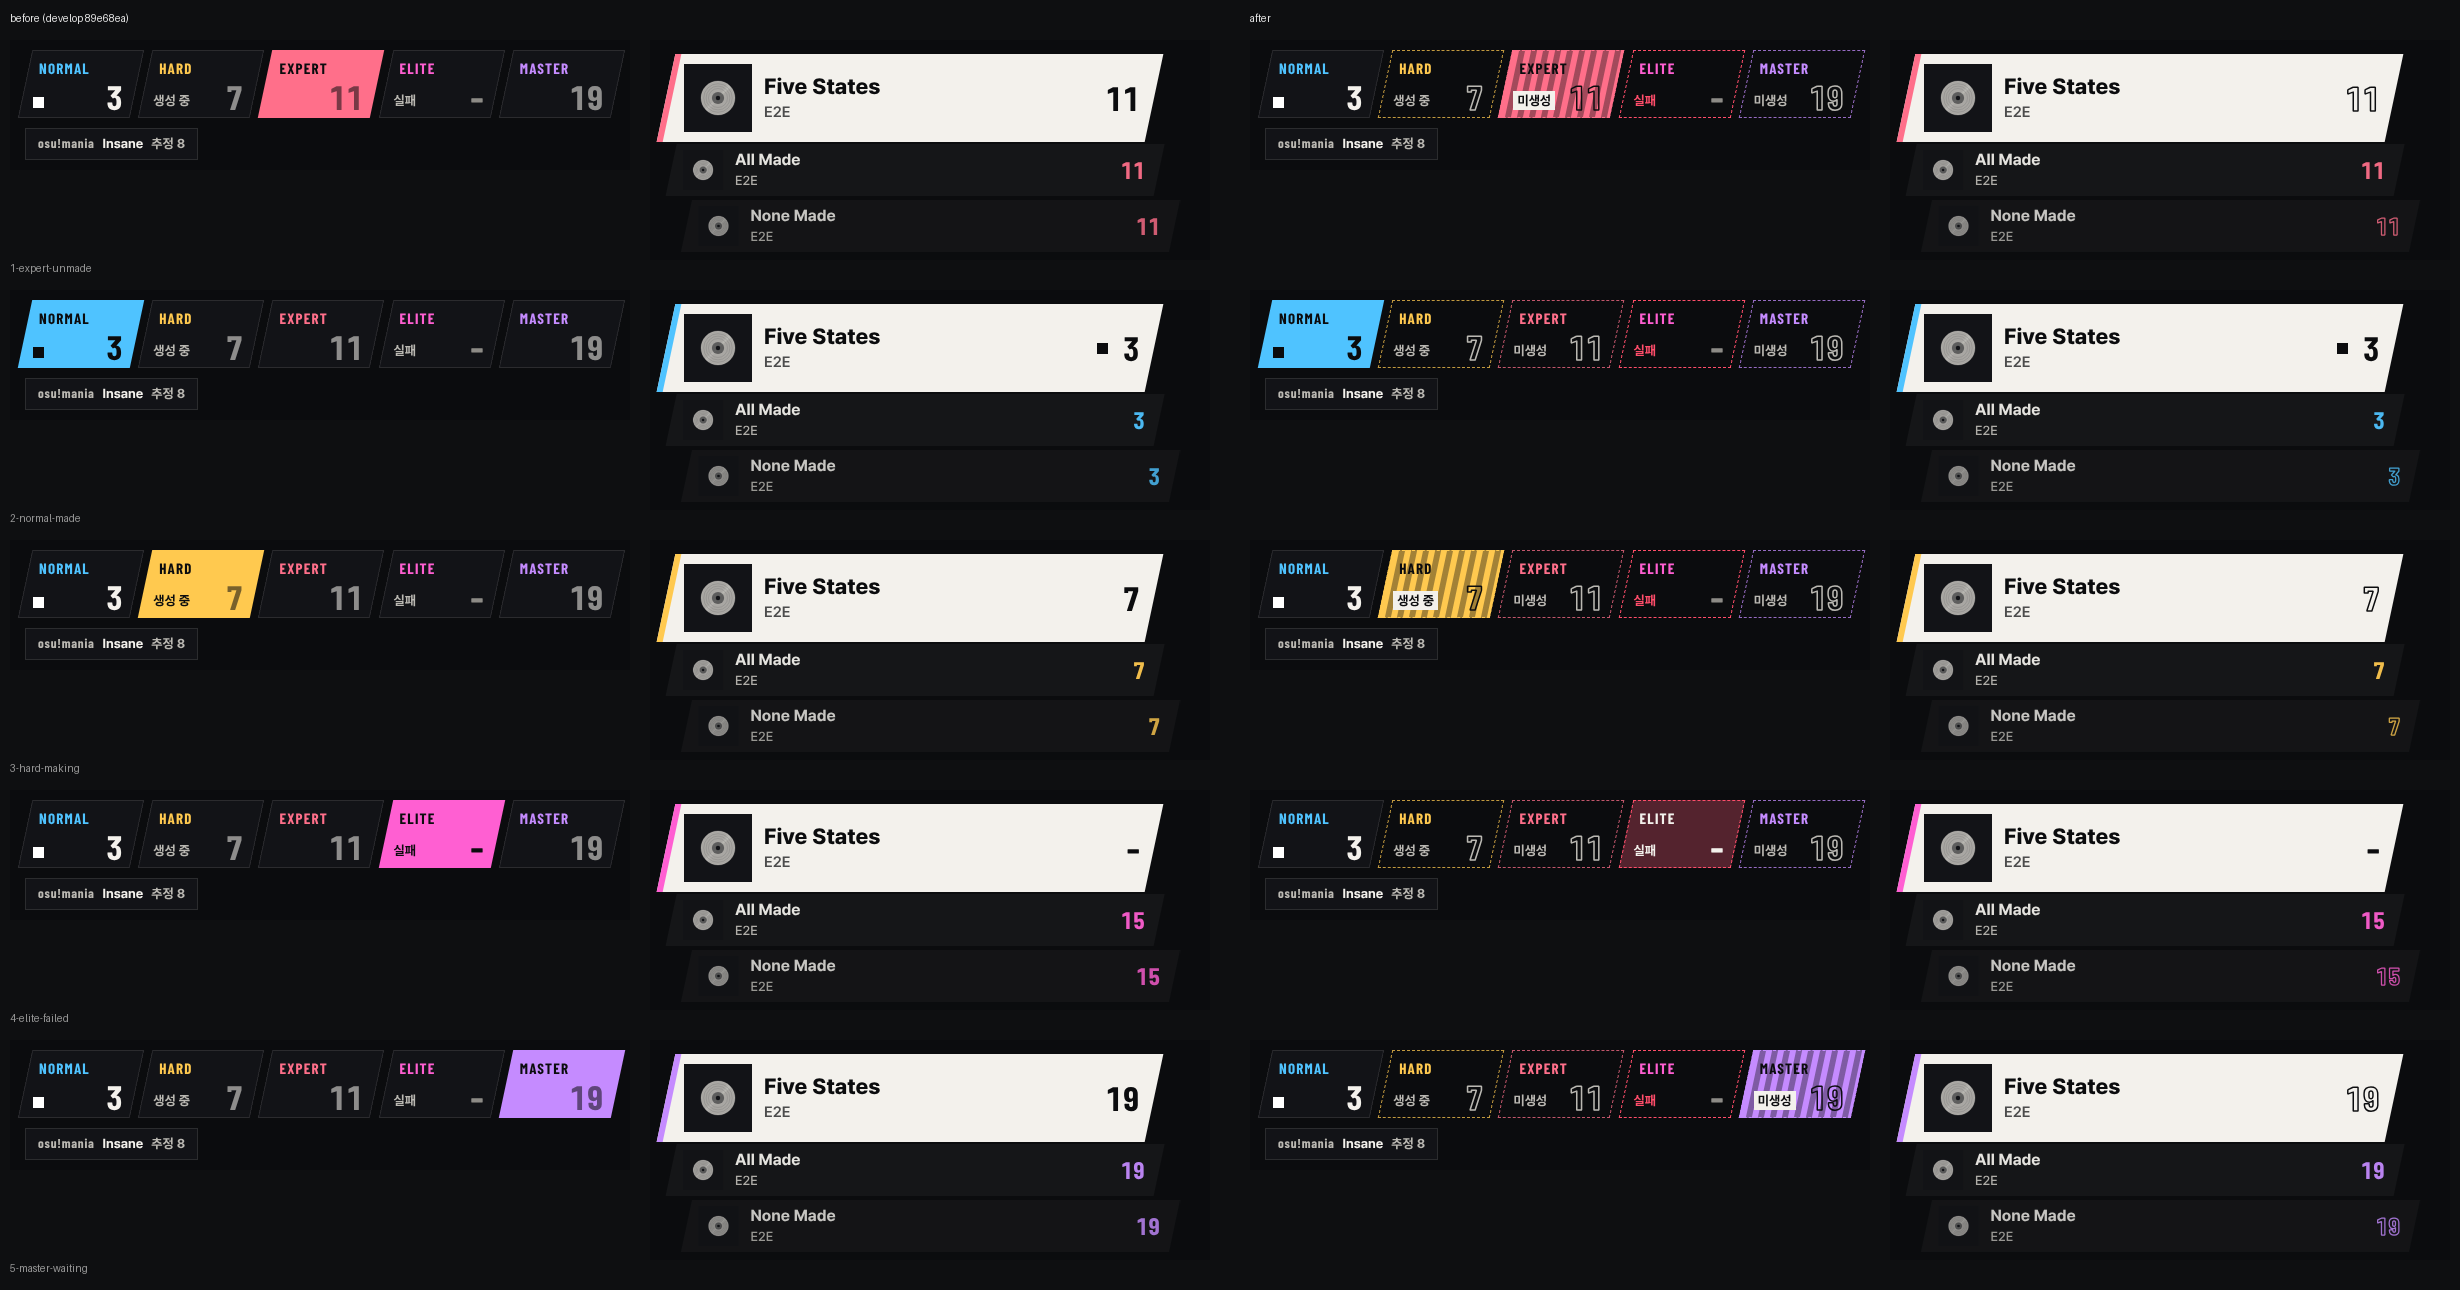 before (develop 89e68ea)
after
NORMAL HARD EXPERT ELITE MASTER
3 생성 중 7 11 실패 - 19
osu!mania Insane 추정 8
Five States
E2E
11
All Made
E2E
11
None Made
E2E
11
NORMAL HARD EXPERT ELITE MASTER
3 생성 중 7 미생성 11 실패 - 미생성 19
osu!mania Insane 추정 8
Five States
E2E
11
All Made
E2E
11
None Made
E2E
11
1-expert-unmade
NORMAL HARD EXPERT ELITE MASTER
3 생성 중 7 11 실패 - 19
osu!mania Insane 추정 8
Five States
E2E
3
All Made
E2E
3
None Made
E2E
3
NORMAL HARD EXPERT ELITE MASTER
3 생성 중 7 미생성 11 실패 - 미생성 19
osu!mania Insane 추정 8
Five States
E2E
3
All Made
E2E
3
None Made
E2E
3
2-normal-made
NORMAL HARD EXPERT ELITE MASTER
3 생성 중 7 11 실패 - 19
osu!mania Insane 추정 8
Five States
E2E
7
All Made
E2E
7
None Made
E2E
7
NORMAL HARD EXPERT ELITE MASTER
3 생성 중 7 미생성 11 실패 - 미생성 19
osu!mania Insane 추정 8
Five States
E2E
7
All Made
E2E
7
None Made
E2E
7
3-hard-making
NORMAL HARD EXPERT ELITE MASTER
3 생성 중 7 11 실패 - 19
osu!mania Insane 추정 8
Five States
E2E
-
All Made
E2E
15
None Made
E2E
15
NORMAL HARD EXPERT ELITE MASTER
3 생성 중 7 미생성 11 실패 - 미생성 19
osu!mania Insane 추정 8
Five States
E2E
-
All Made
E2E
15
None Made
E2E
15
4-elite-failed
NORMAL HARD EXPERT ELITE MASTER
3 생성 중 7 11 실패 - 19
osu!mania Insane 추정 8
Five States
E2E
19
All Made
E2E
19
None Made
E2E
19
NORMAL HARD EXPERT ELITE MASTER
3 생성 중 7 미생성 11 실패 - 미생성 19
osu!mania Insane 추정 8
Five States
E2E
19
All Made
E2E
19
None Made
E2E
19
5-master-waiting